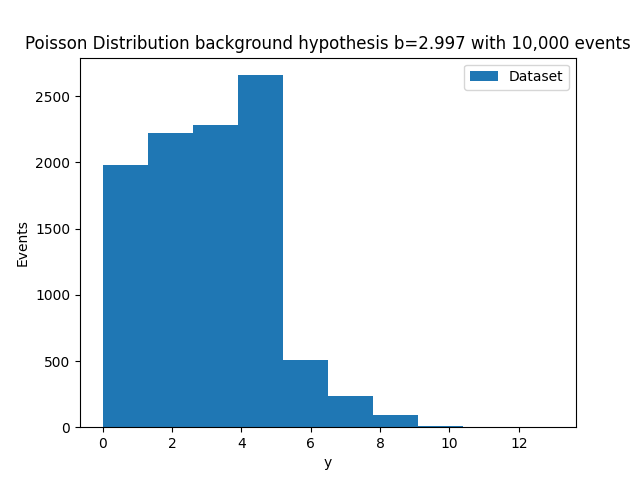 Poisson Distribution background hypothesis b=2.997 with 10,000 events
Dataset
2500
2000
1500
1000
500
0
Events
0 2 4 6 8 10 12
y